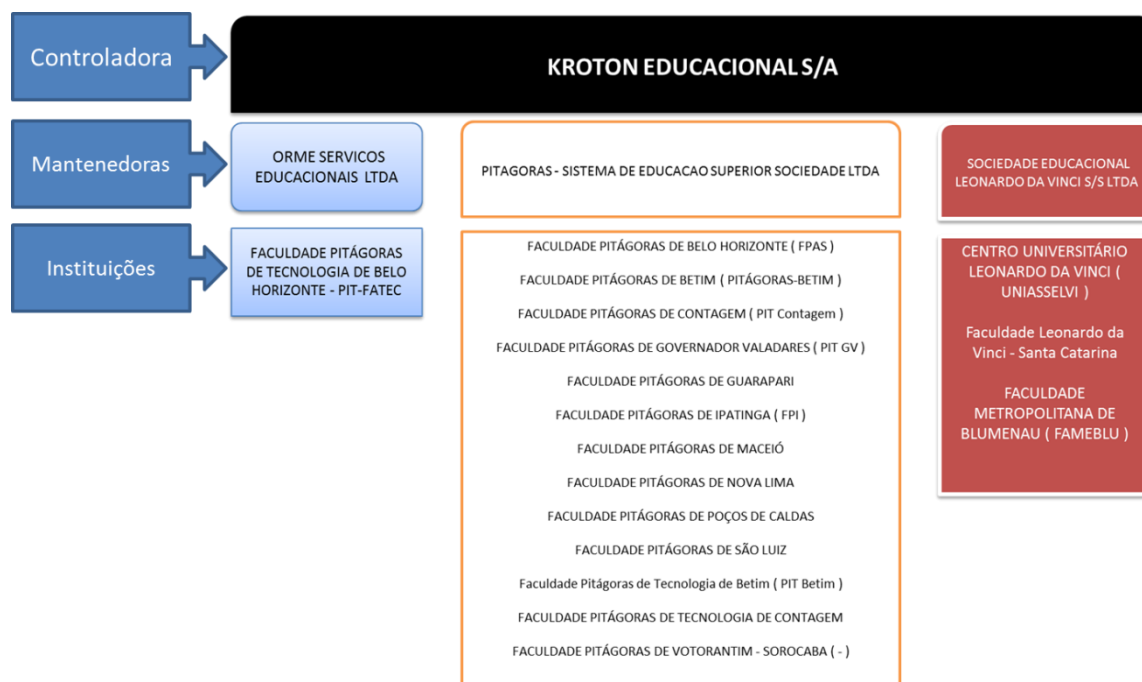 Controladora
KROTON EDUCACIONAL S/A
Mantenedoras
ORME SERVICOS
EDUCACIONAIS LTDA
PITAGORAS - SISTEMA DE EDUCACAO SUPERIOR SOCIEDADE LTDA
SOCIEDADE EDUCACIONAL
LEONARDO DA VINCI S/S LTDA
Instituições
FACULDADE PITÁGORAS
DE TECNOLOGIA DE BELO
HORIZONTE - PIT-FATEC
FACULDADE PITÁGORAS DE BELO HORIZONTE ( FPAS )
FACULDADE PITÁGORAS DE BETIM ( PITÁGORAS-BETIM )
FACULDADE PITÁGORAS DE CONTAGEM ( PIT Contagem )
FACULDADE PITÁGORAS DE GOVERNADOR VALADARES ( PIT GV )
FACULDADE PITÁGORAS DE GUARAPARI
FACULDADE PITÁGORAS DE IPATINGA ( FPI )
FACULDADE PITÁGORAS DE MACEIÓ
FACULDADE PITÁGORAS DE NOVA LIMA
FACULDADE PITÁGORAS DE POÇOS DE CALDAS
FACULDADE PITÁGORAS DE SÃO LUIZ
Faculdade Pitágoras de Tecnologia de Betim ( PIT Betim )
FACULDADE PITÁGORAS DE TECNOLOGIA DE CONTAGEM
FACULDADE PITÁGORAS DE VOTORANTIM - SOROCABA ( - )
CENTRO UNIVERSITÁRIO
LEONARDO DA VINCI (
UNIASSELVI )
Faculdade Leonardo da
Vinci - Santa Catarina
FACULDADE
METROPOLITANA DE
BLUMENAU ( FAMEBLU )